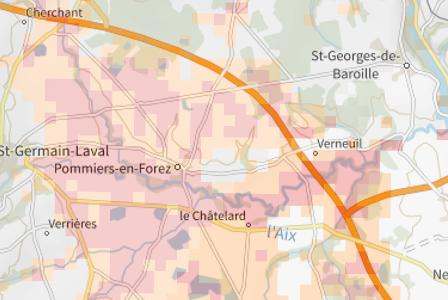 Cherchant
St-Georges-de-
Baroille
Verneuil
St-Germain-Laval
Pommiers-en-Forez
le Châtelard
Verrières
l'Aix
Ne